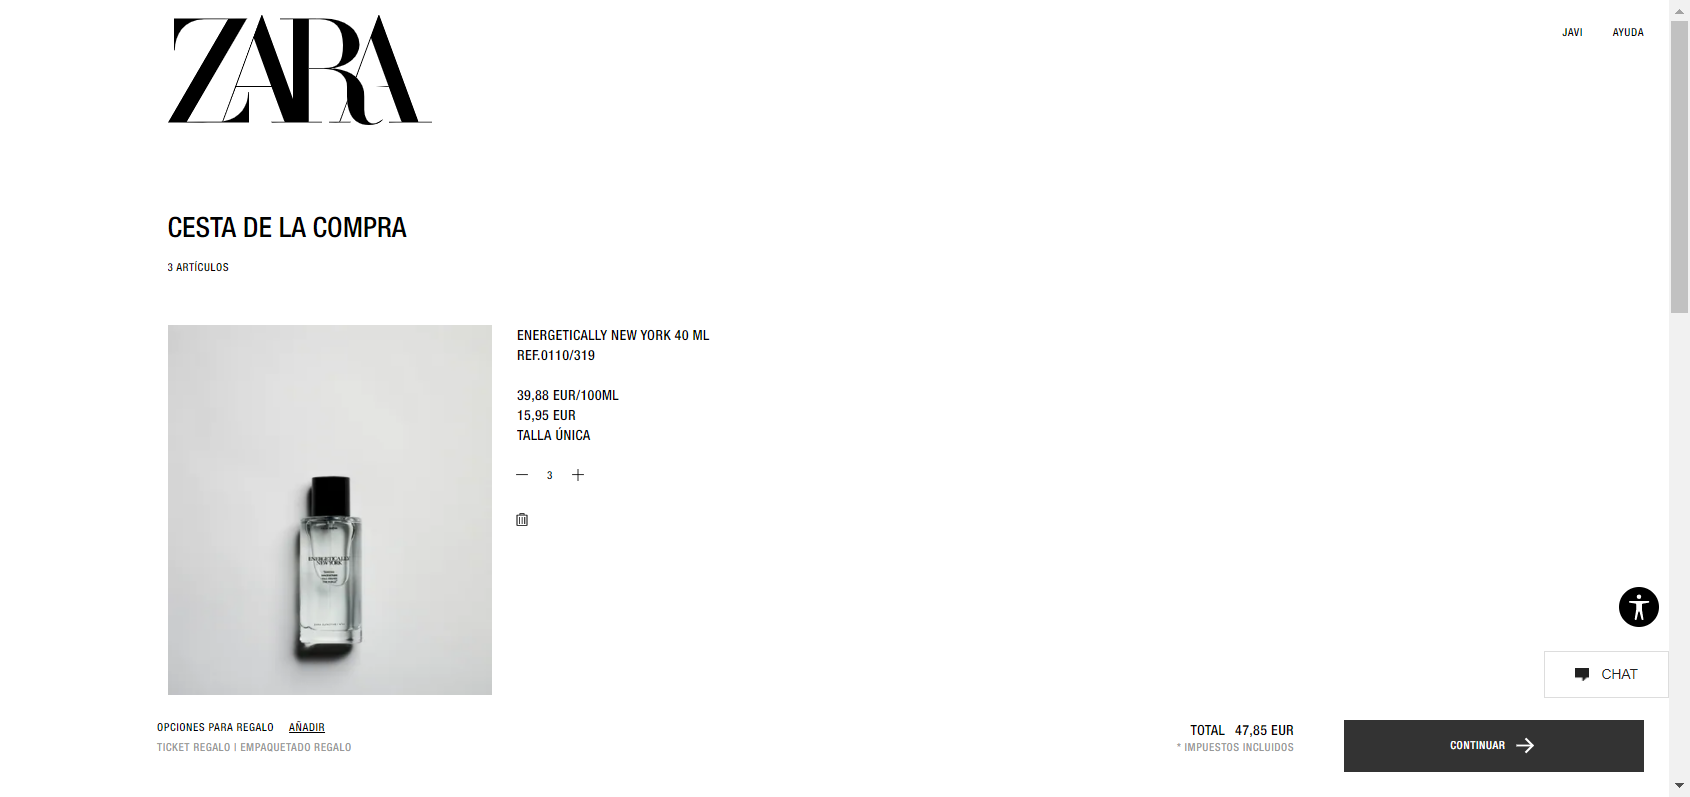 ZARA
JAVI
AYUDA
CESTA DE LA COMPRA
3 ARTÍCULOS
ENERGETICALLY NEW YORK 40 ML
REF.0110/319
39,88 EUR/100ML
15,95 EUR
TALLA ÚNICA
3
ENERGETICALLY
NEW YORK
CHAT
OPCIONES PARA REGALO AÑADIR
TICKET REGALO | EMPAQUETADO REGALO
TOTAL 47,85 EUR
* IMPUESTOS INCLUIDOS
CONTINUAR